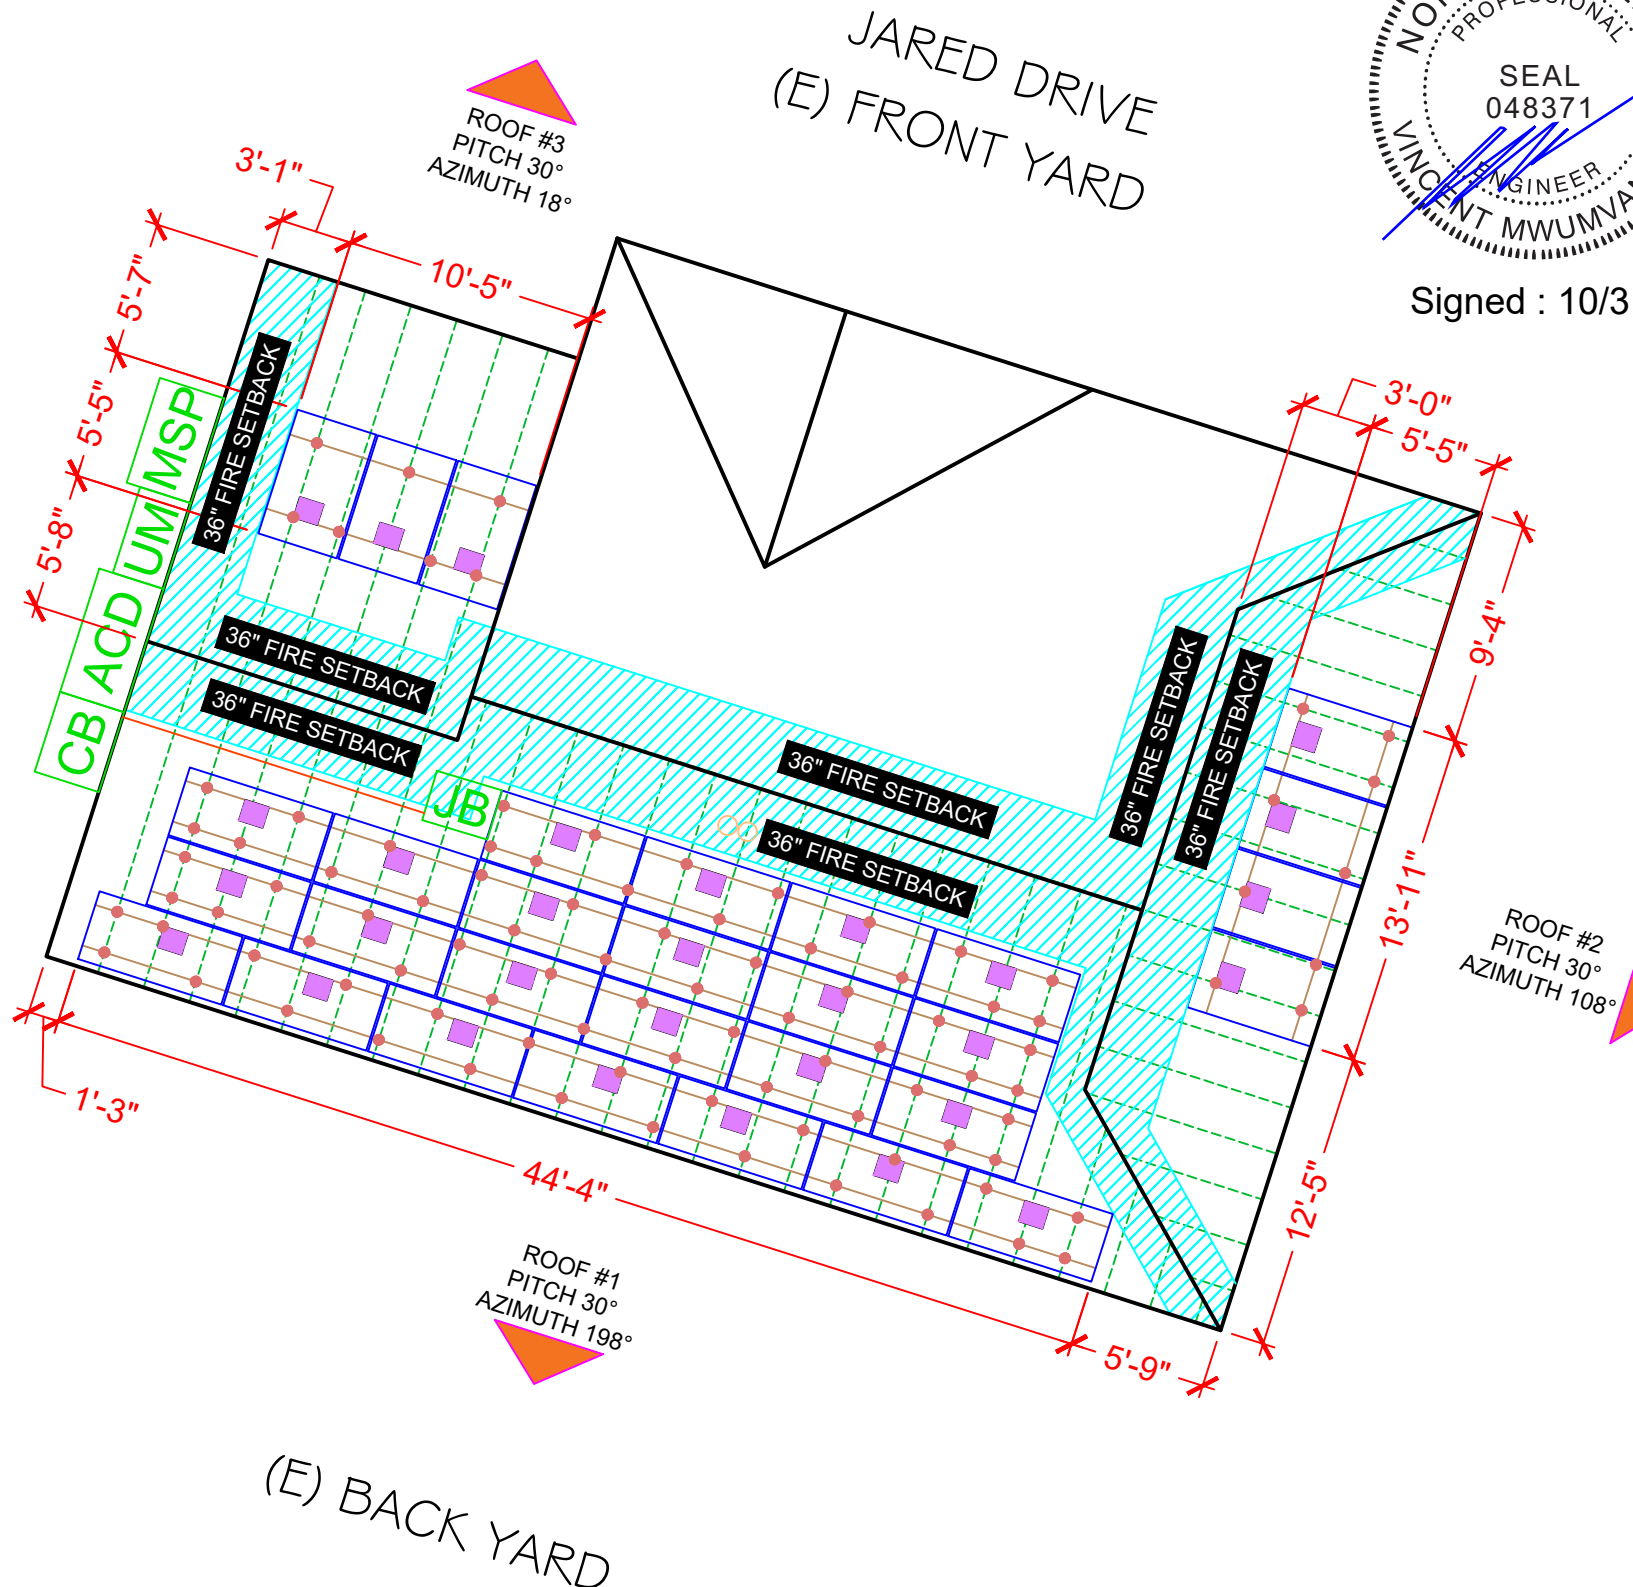 JARED DRIVE
(E) FRONT YARD
PROFESSIONAL
SEAL
048371
ENGINEER
VINCENT
Signed : 10/3
ROOF #3
PITCH 30°
AZIMUTH 18°
3'-1"
10'-5"
5'-7"
5'-5"
5'-8"
MSP
UM
ACD
CB
JB
36" FIRE SETBACK
36" FIRE SETBACK
36" FIRE SETBACK
36" FIRE SETBACK
36" FIRE SETBACK
36" FIRE SETBACK
36" FIRE SETBACK
3'-0"
5'-5"
9'-4"
13'-11"
12'-5"
ROOF #2
PITCH 30°
AZIMUTH 108°
1'-3"
44'-4"
5'-9"
ROOF #1
PITCH 30°
AZIMUTH 198°
(E) BACK YARD